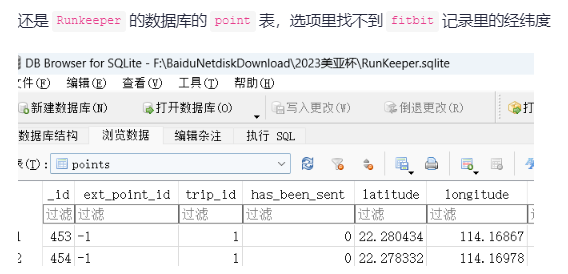 还是 Runkeeper 的数据库的 point 表，选项里找不到 fitbit 记录里的经纬度
DB Browser for SQLite - F:\BaiduNetdiskDownload\2023美亚杯\RunKeeper.sqlite
文件(F) 编辑(E) 查看(V) 工具(T) 帮助(H)
新建数据库(N) 打开数据库(O) 写入更改(W) 倒退更改(R) 打
数据库结构 浏览数据 编辑杂注 执行 SQL
表(T): points
_id ext_point_id trip_id has_been_sent latitude longitude
过滤 过滤 过滤 过滤 过滤 过滤
1 453 -1 1 0 22.280434 114.16867
2 454 -1 1 0 22.278332 114.16978